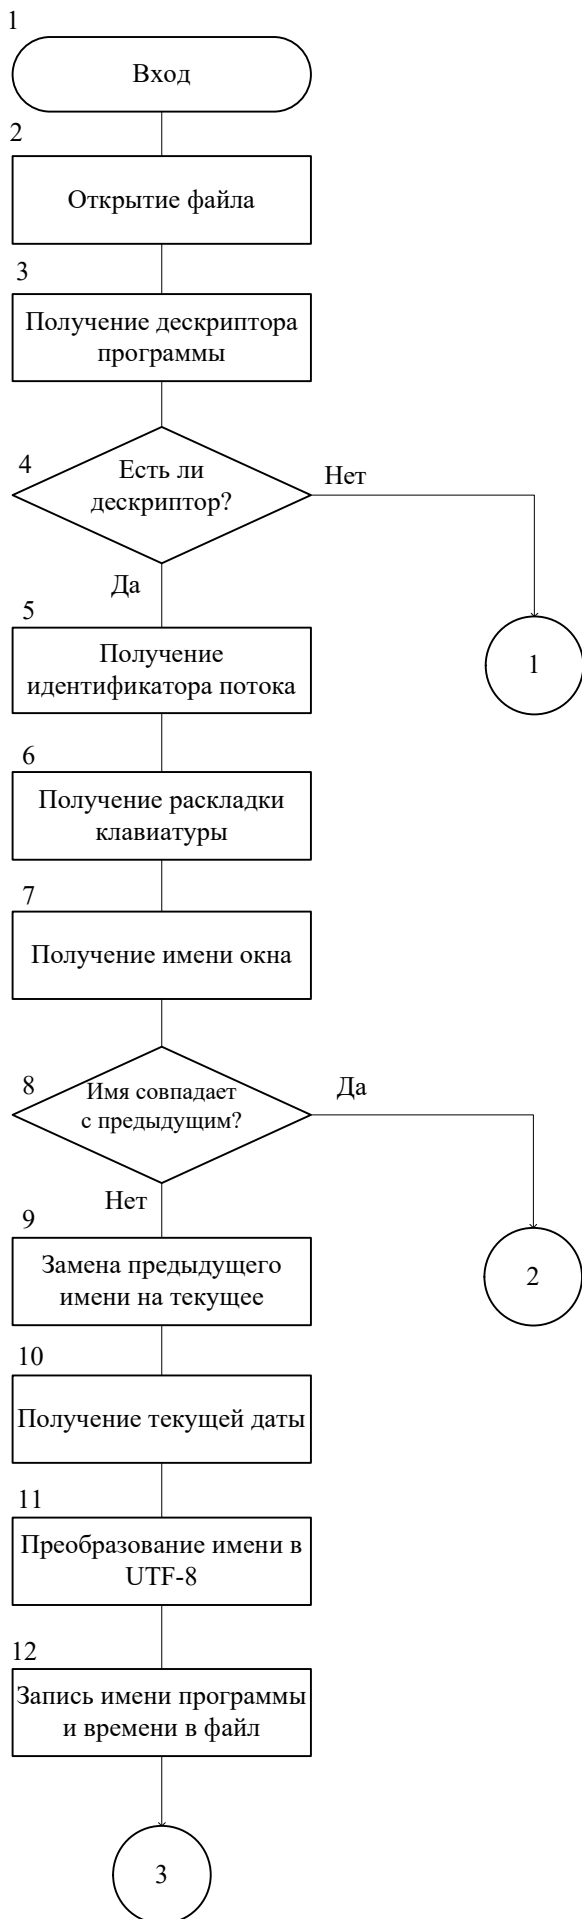 1
Вход
2
Открытие файла
3
Получение дескриптора
программы
4
Есть ли
дескриптор?
Нет
Да
1
5
Получение
идентификатора потока
6
Получение раскладки
клавиатуры
7
Получение имени окна
8
Имя совпадает
с предыдущим?
Да
Нет
2
9
Замена предыдущего
имени на текущее
10
Получение текущей даты
11
Преобразование имени в
UTF-8
12
Запись имени программы
и времени в файл
3